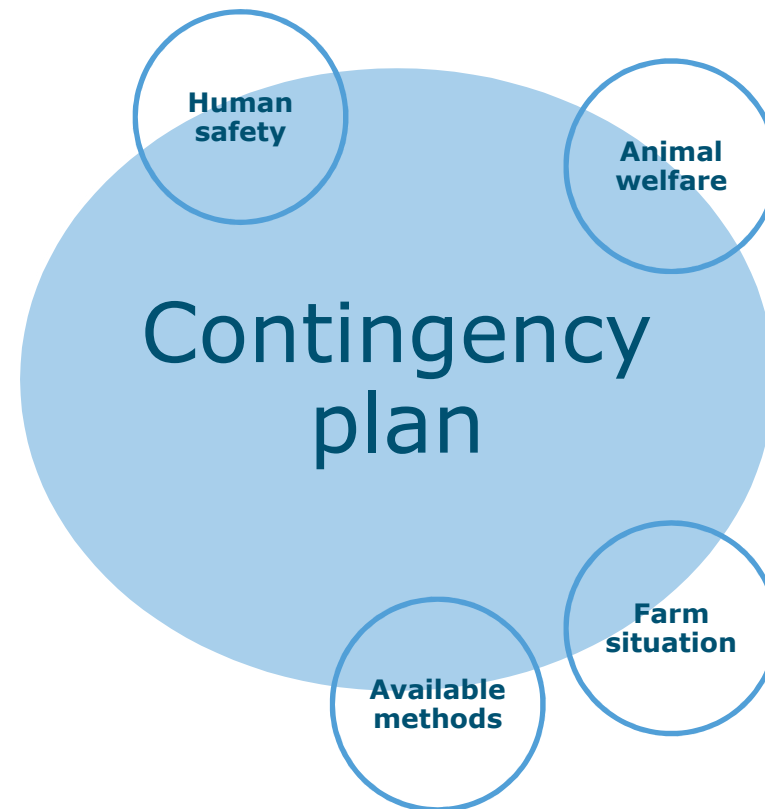 Human
safety
Animal
welfare
Contingency
plan
Farm
situation
Available
methods